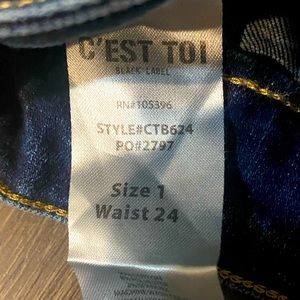 C'EST TOI
BLACK LABEL
RN#105396
STYLE#CTB624
PO#2797
Size 1
Waist 24